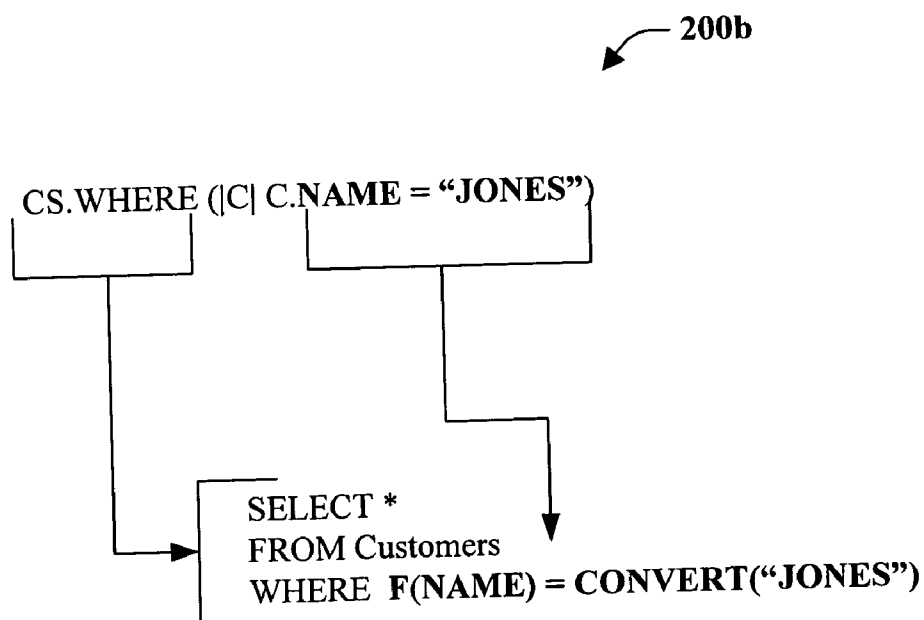 200b
CS.WHERE (|C| C.NAME = “JONES”)
SELECT *
FROM Customers
WHERE F(NAME) = CONVERT(“JONES”)